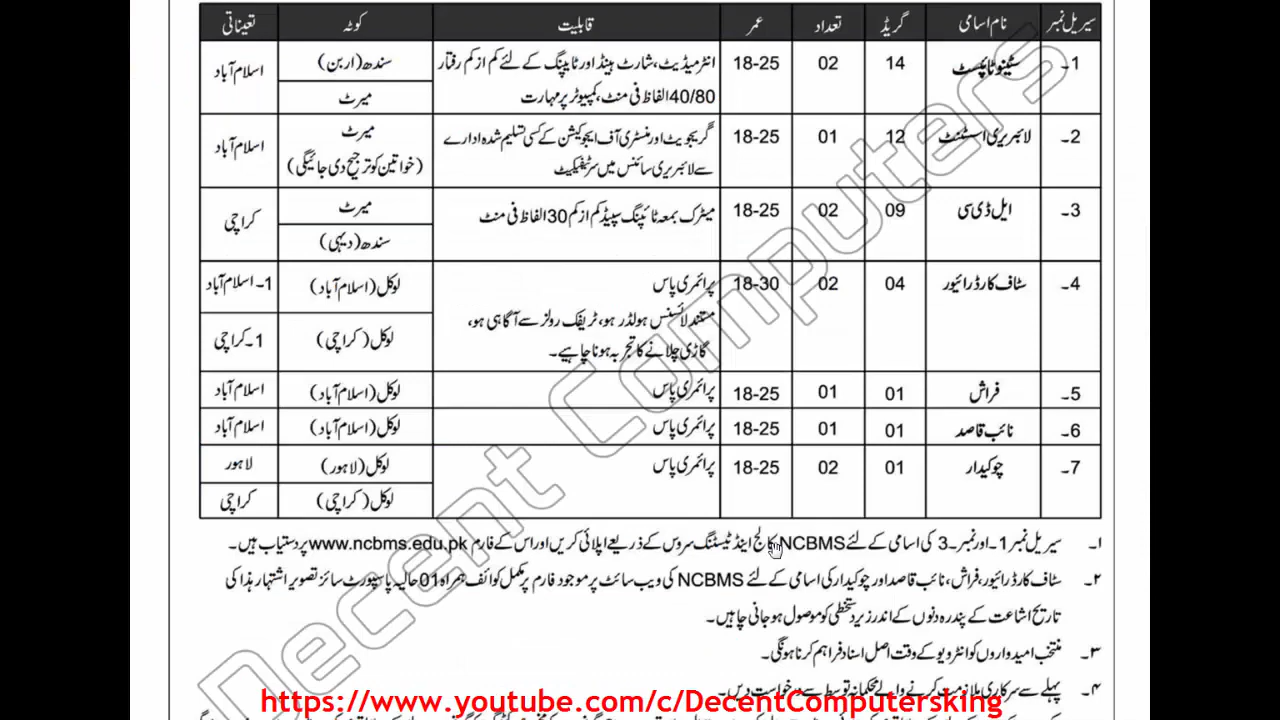 سیریل نمبر نام اسامی گریڈ تعداد عمر قابلیت کوٹہ تعیناتی
1۔ سٹینوٹائپسٹ 14 02 18-25 انٹرمیڈیٹ، شارٹ ہینڈ اور ٹایپنگ کے لئے کم از کم رفتار سندھ (اربن) اسلام آباد
40/80 الفاظ فی منٹ، کمپیوٹر پر مہارت میرٹ
2۔ لائبریری اسسٹنٹ 12 01 18-25 گریجویٹ اور منسٹری آف ایجوکیشن کے کسی تسلیم شدہ ادارے میرٹ اسلام آباد
سے لائبریری سائنس میں سرٹیفکیٹ (خواتین کو ترجیح دی جائیگی)
3۔ ایل ڈی سی 09 02 18-25 میٹرک بمعہ ٹائپنگ سپیڈ کم از کم 30 الفاظ فی منٹ میرٹ کراچی
سندھ (دیہی)
4۔ سٹاف کار ڈرائیور 04 02 18-30 پرائمری پاس لوکل (اسلام آباد) 1۔ اسلام آباد
مستند لائسنس ہولڈر ہو، ٹریفک رولز سے آگاہی ہو،
گاڑی چلانے کا تجربہ ہونا چاہیے۔ لوکل (کراچی) 1۔ کراچی
5۔ فراش 01 01 18-25 پرائمری پاس لوکل (اسلام آباد) اسلام آباد
6۔ نائب قاصد 01 01 18-25 پرائمری پاس لوکل (اسلام آباد) اسلام آباد
7۔ چوکیدار 01 02 18-25 پرائمری پاس لوکل (لاہور) لاہور
لوکل (کراچی) کراچی
۱۔ سیریل نمبر 1۔ اور نمبر۔ 3 کی اسامی کے لئے NCBMS کالج اینڈ ٹیسٹنگ سروس کے ذریعے اپلائی کریں اور اس کے فارم www.ncbms.edu.pk پر دستیاب ہیں۔
۲۔ سٹاف کار ڈرائیور، فراش، نائب قاصد اور چوکیدار کی اسامی کے لئے NCBMS کی ویب سائٹ پر موجود فارم پر مکمل کوائف ہمراہ 01 حالیہ پاسپورٹ سائز تصویر اشتہار ہذا کی
تاریخ اشاعت کے پندرہ دنوں کے اندر زیر دستخطی کو موصول ہو جانی چاہیں۔
۳۔ منتخب امیدواروں کو انٹرویو کے وقت اصل اسناد فراہم کرنا ہونگی۔
۴۔ پہلے سے سرکاری ملازمت کرنے والے محکمانہ توسط سے درخواست دیں۔
https://www.youtube.com/c/DecentComputersking
Decent Computers